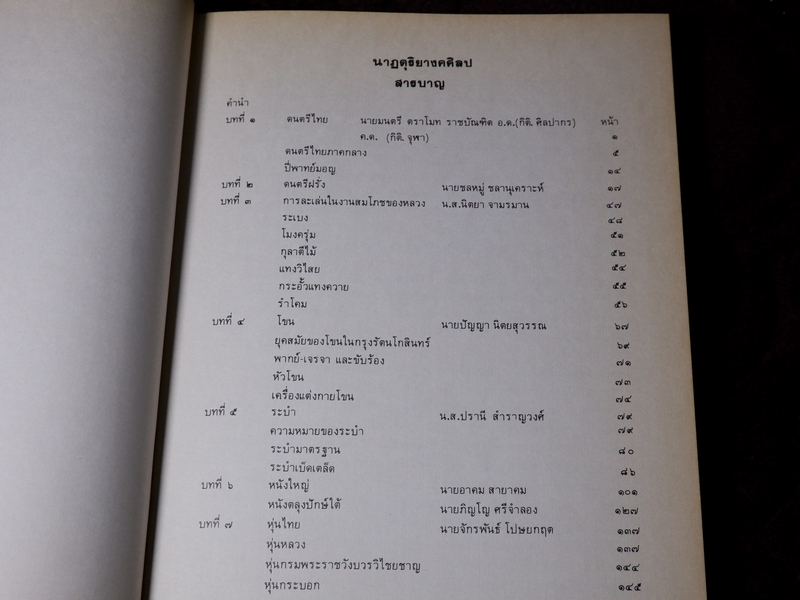 นาฏดุริยางคศิลป
สารบาญ
คำนำ
บทที่ ๑ ดนตรีไทย นายมนตรี ตราโมท ราชบัณฑิต อ.ด.(กิติ. ศิลปากร) หน้า
ค.ด. (กิติ. จุฬา) ๑
ดนตรีไทยภาคกลาง ๕
ปี่พาทย์มอญ ๑๔
บทที่ ๒ ดนตรีฝรั่ง นายชลหมู่ ชลานุเคราะห์ ๑๗
บทที่ ๓ การละเล่นในงานสมโภชของหลวง น.ส.นิตยา จามรมาน ๔๗
ระเบง ๔๘
โมงครุ่ม ๕๑
กุลาตีไม้ ๕๒
แทงวิไสย ๕๔
กระอั้วแทงควาย ๕๕
รำโคม ๕๖
บทที่ ๔ โขน นายปัญญา นิตยสุวรรณ ๖๗
ยุคสมัยของโขนในกรุงรัตนโกสินทร์ ๖๙
พากย์-เจรจา และขับร้อง ๗๑
หัวโขน ๗๓
เครื่องแต่งกายโขน ๗๔
บทที่ ๕ ระบำ น.ส.ปรานี สำราญวงศ์ ๗๙
ความหมายของระบำ ๗๙
ระบำมาตรฐาน ๘๐
ระบำเบ็ดเตล็ด ๘๖
บทที่ ๖ หนังใหญ่ นายอาคม สายาคม ๑๐๑
หนังตลุงปักษ์ใต้ นายภิญโญ ศรีจำลอง ๑๒๗
บทที่ ๗ หุ่นไทย นายจักรพันธ์ โปษยกฤต ๑๓๗
หุ่นหลวง ๑๓๗
หุ่นกรมพระราชวังบวรวิไชยชาญ ๑๔๔
หุ่นกระบอก ๑๔๕